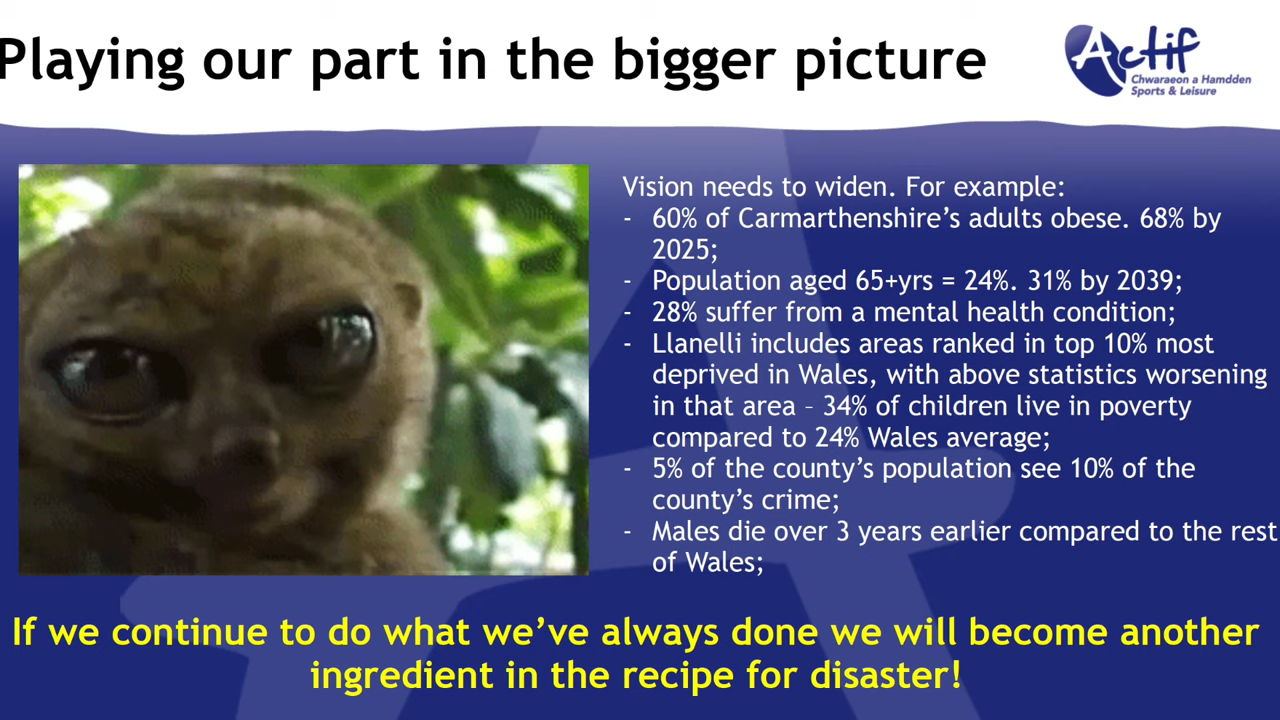 Playing our part in the bigger picture
Actif
Chwaraeon a Hamdden
Sports & Leisure
Vision needs to widen. For example:
- 60% of Carmarthenshire’s adults obese. 68% by
2025;
- Population aged 65+yrs = 24%. 31% by 2039;
- 28% suffer from a mental health condition;
- Llanelli includes areas ranked in top 10% most
deprived in Wales, with above statistics worsening
in that area – 34% of children live in poverty
compared to 24% Wales average;
- 5% of the county’s population see 10% of the
county’s crime;
- Males die over 3 years earlier compared to the rest
of Wales;
If we continue to do what we’ve always done we will become another
ingredient in the recipe for disaster!